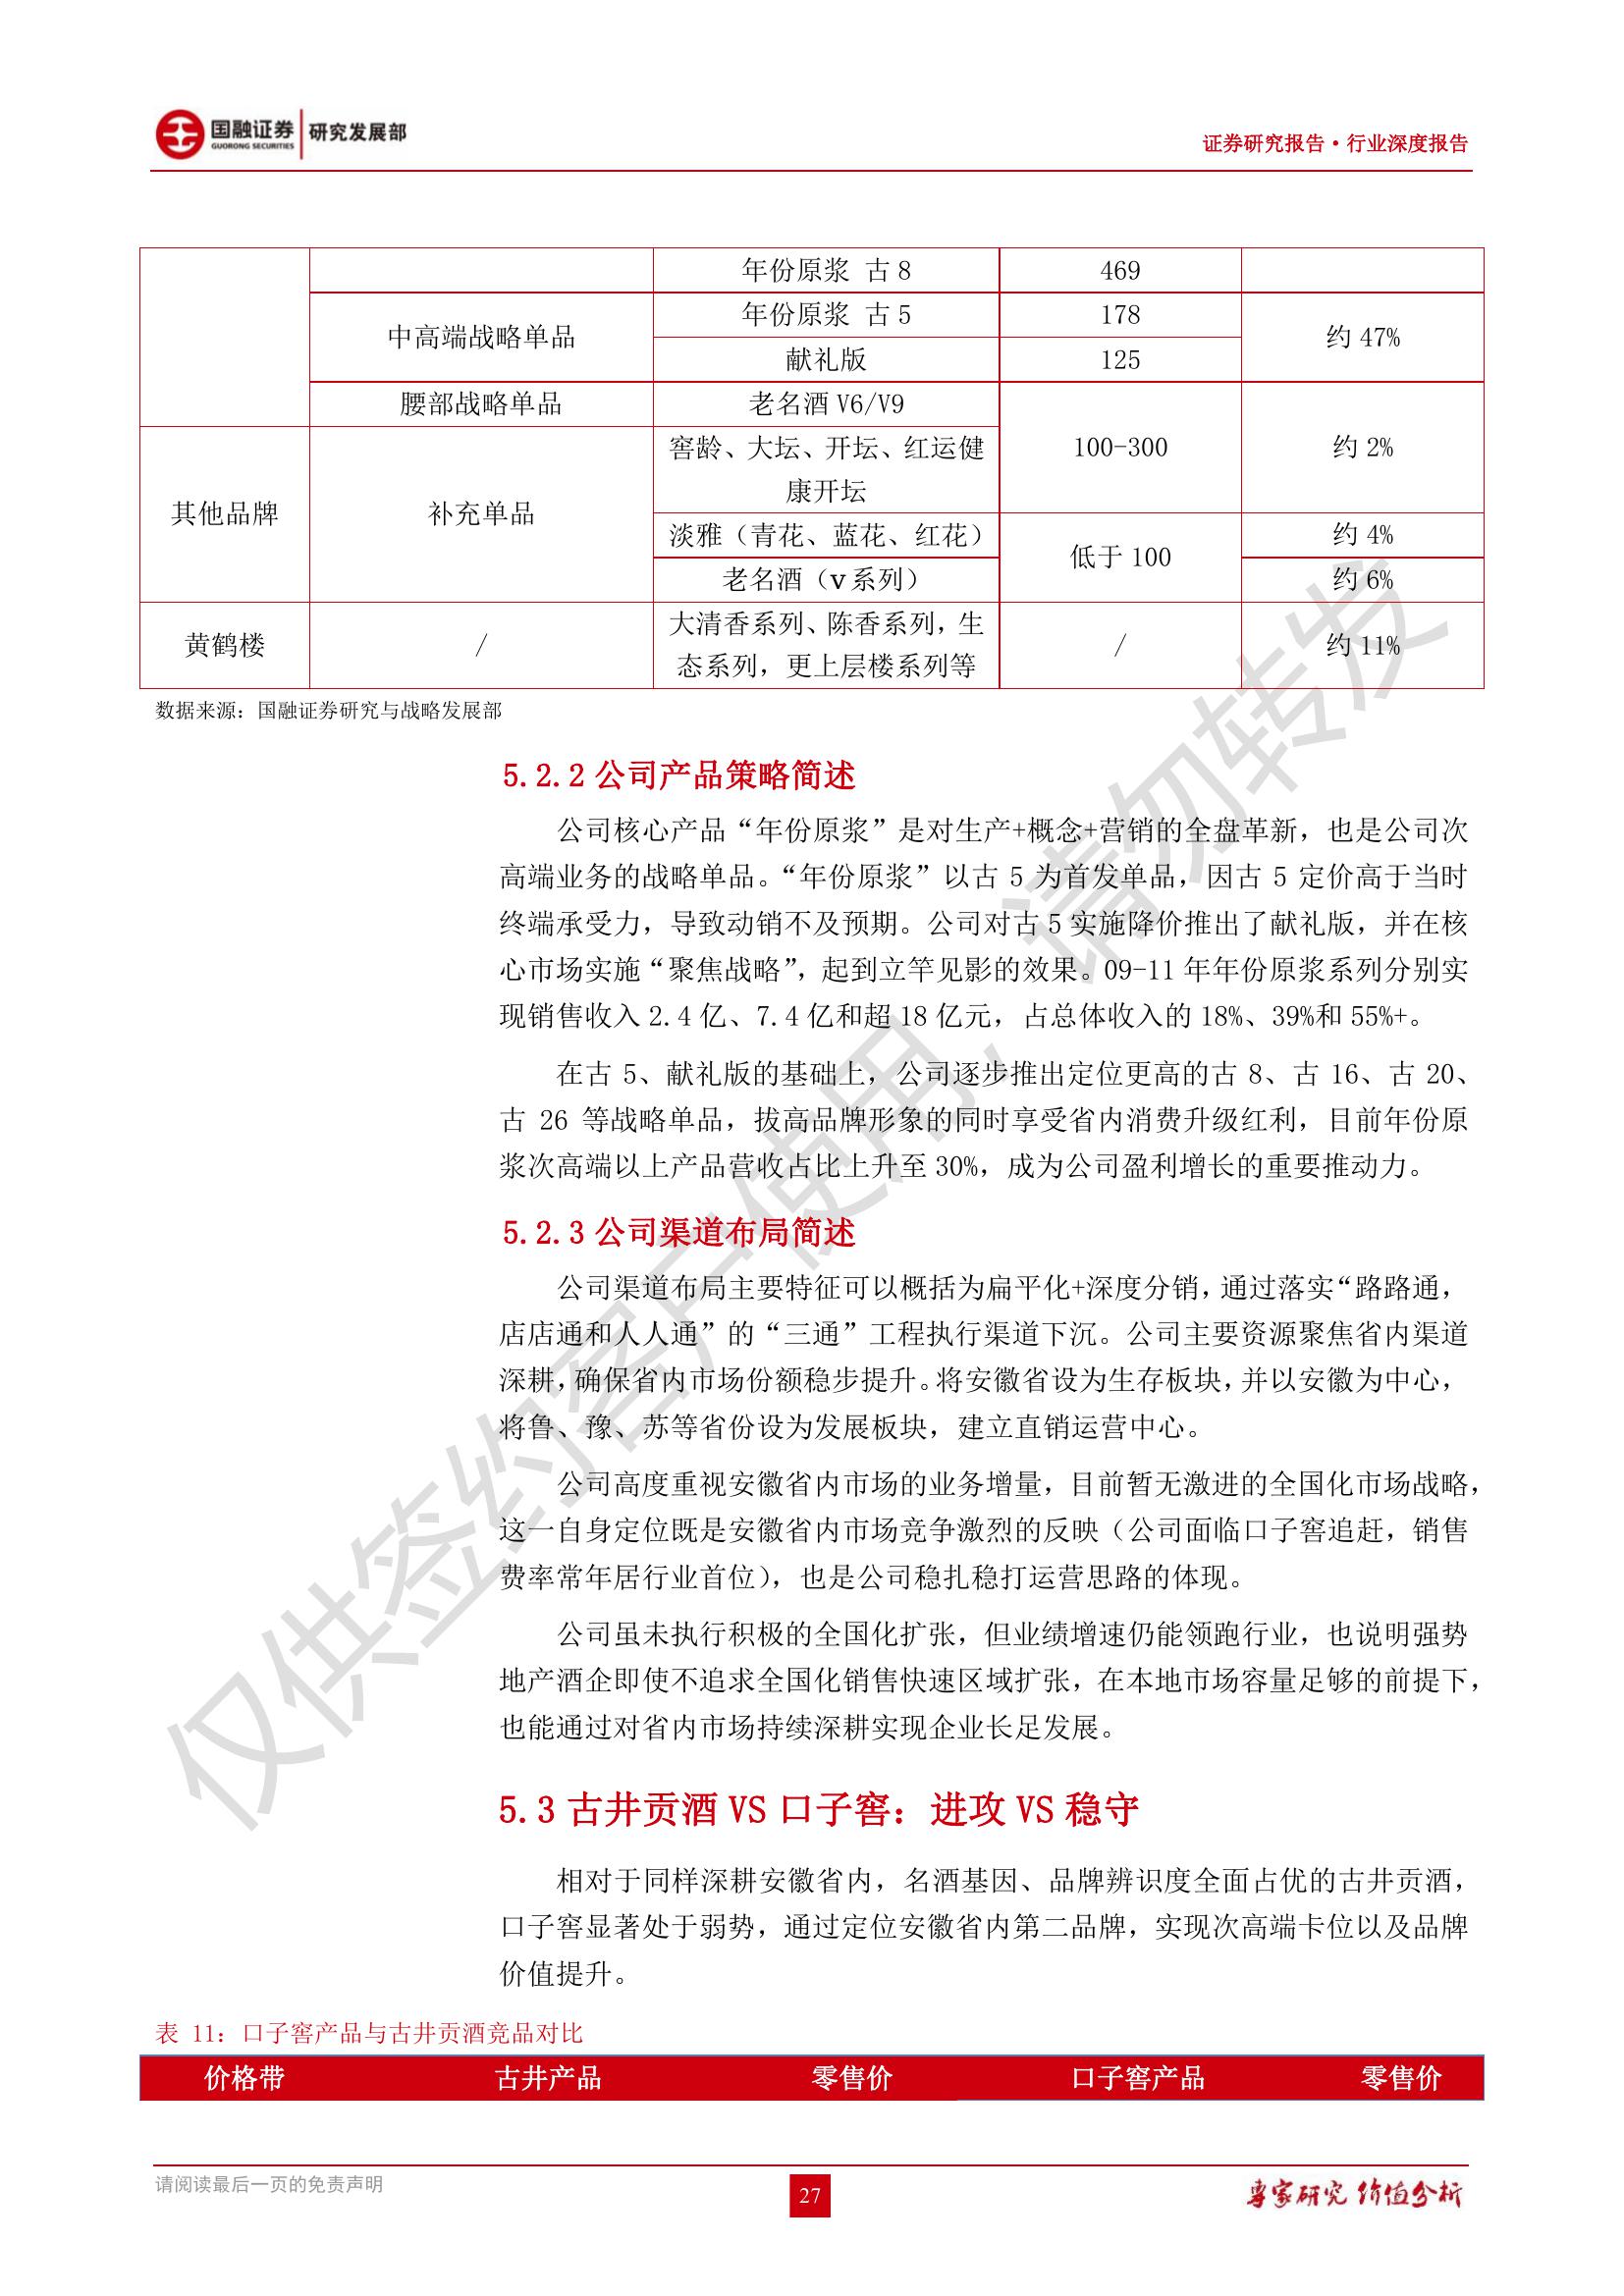 国融证券
GUORONG SECURITIES
研究发展部
证券研究报告·行业深度报告
年份原浆 古 8
469
中高端战略单品
年份原浆 古 5
178
约 47%
献礼版
125
腰部战略单品
老名酒 V6/V9
100-300
约 2%
其他品牌
补充单品
窖龄、大坛、开坛、红运健
康开坛
淡雅（青花、蓝花、红花）
低于 100
约 4%
老名酒（v 系列）
约 6%
黄鹤楼
/
大清香系列、陈香系列，生
态系列，更上层楼系列等
/
约 11%
数据来源：国融证券研究与战略发展部
5.2.2 公司产品策略简述
公司核心产品“年份原浆”是对生产+概念+营销的全盘革新，也是公司次
高端业务的战略单品。“年份原浆”以古 5 为首发单品，因古 5 定价高于当时
终端承受力，导致动销不及预期。公司对古 5 实施降价推出了献礼版，并在核
心市场实施“聚焦战略”，起到立竿见影的效果。09-11 年年份原浆系列分别实
现销售收入 2.4 亿、7.4 亿和超 18 亿元，占总体收入的 18%、39%和 55%+。
在古 5、献礼版的基础上，公司逐步推出定位更高的古 8、古 16、古 20、
古 26 等战略单品，拔高品牌形象的同时享受省内消费升级红利，目前年份原
浆次高端以上产品营收占比上升至 30%，成为公司盈利增长的重要推动力。
5.2.3 公司渠道布局简述
公司渠道布局主要特征可以概括为扁平化+深度分销，通过落实“路路通，
店店通和人人通”的“三通”工程执行渠道下沉。公司主要资源聚焦省内渠道
深耕，确保省内市场份额稳步提升。将安徽省设为生存板块，并以安徽为中心，
将鲁、豫、苏等省份设为发展板块，建立直销运营中心。
公司高度重视安徽省内市场的业务增量，目前暂无激进的全国化市场战略，
这一自身定位既是安徽省内市场竞争激烈的反映（公司面临口子窖追赶，销售
费率常年居行业首位），也是公司稳扎稳打运营思路的体现。
公司虽未执行积极的全国化扩张，但业绩增速仍能领跑行业，也说明强势
地产酒企即使不追求全国化销售快速区域扩张，在本地市场容量足够的前提下，
也能通过对省内市场持续深耕实现企业长足发展。
5.3 古井贡酒 VS 口子窖：进攻 VS 稳守
相对于同样深耕安徽省内，名酒基因、品牌辨识度全面占优的古井贡酒，
口子窖显著处于弱势，通过定位安徽省内第二品牌，实现次高端卡位以及品牌
价值提升。
表 11：口子窖产品与古井贡酒竞品对比
价格带
古井产品
零售价
口子窖产品
零售价
请阅读最后一页的免责声明
27
专家研究 价值分析
仅供签约客户使用，请勿转发